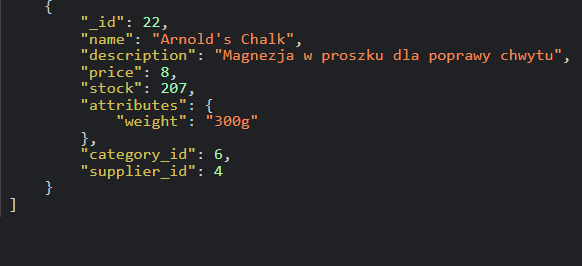 {
"_id": 22,
"name": "Arnold's Chalk",
"description": "Magnezja w proszku dla poprawy chwytu",
"price": 8,
"stock": 207,
"attributes": {
"weight": "300g"
},
"category_id": 6,
"supplier_id": 4
}
]